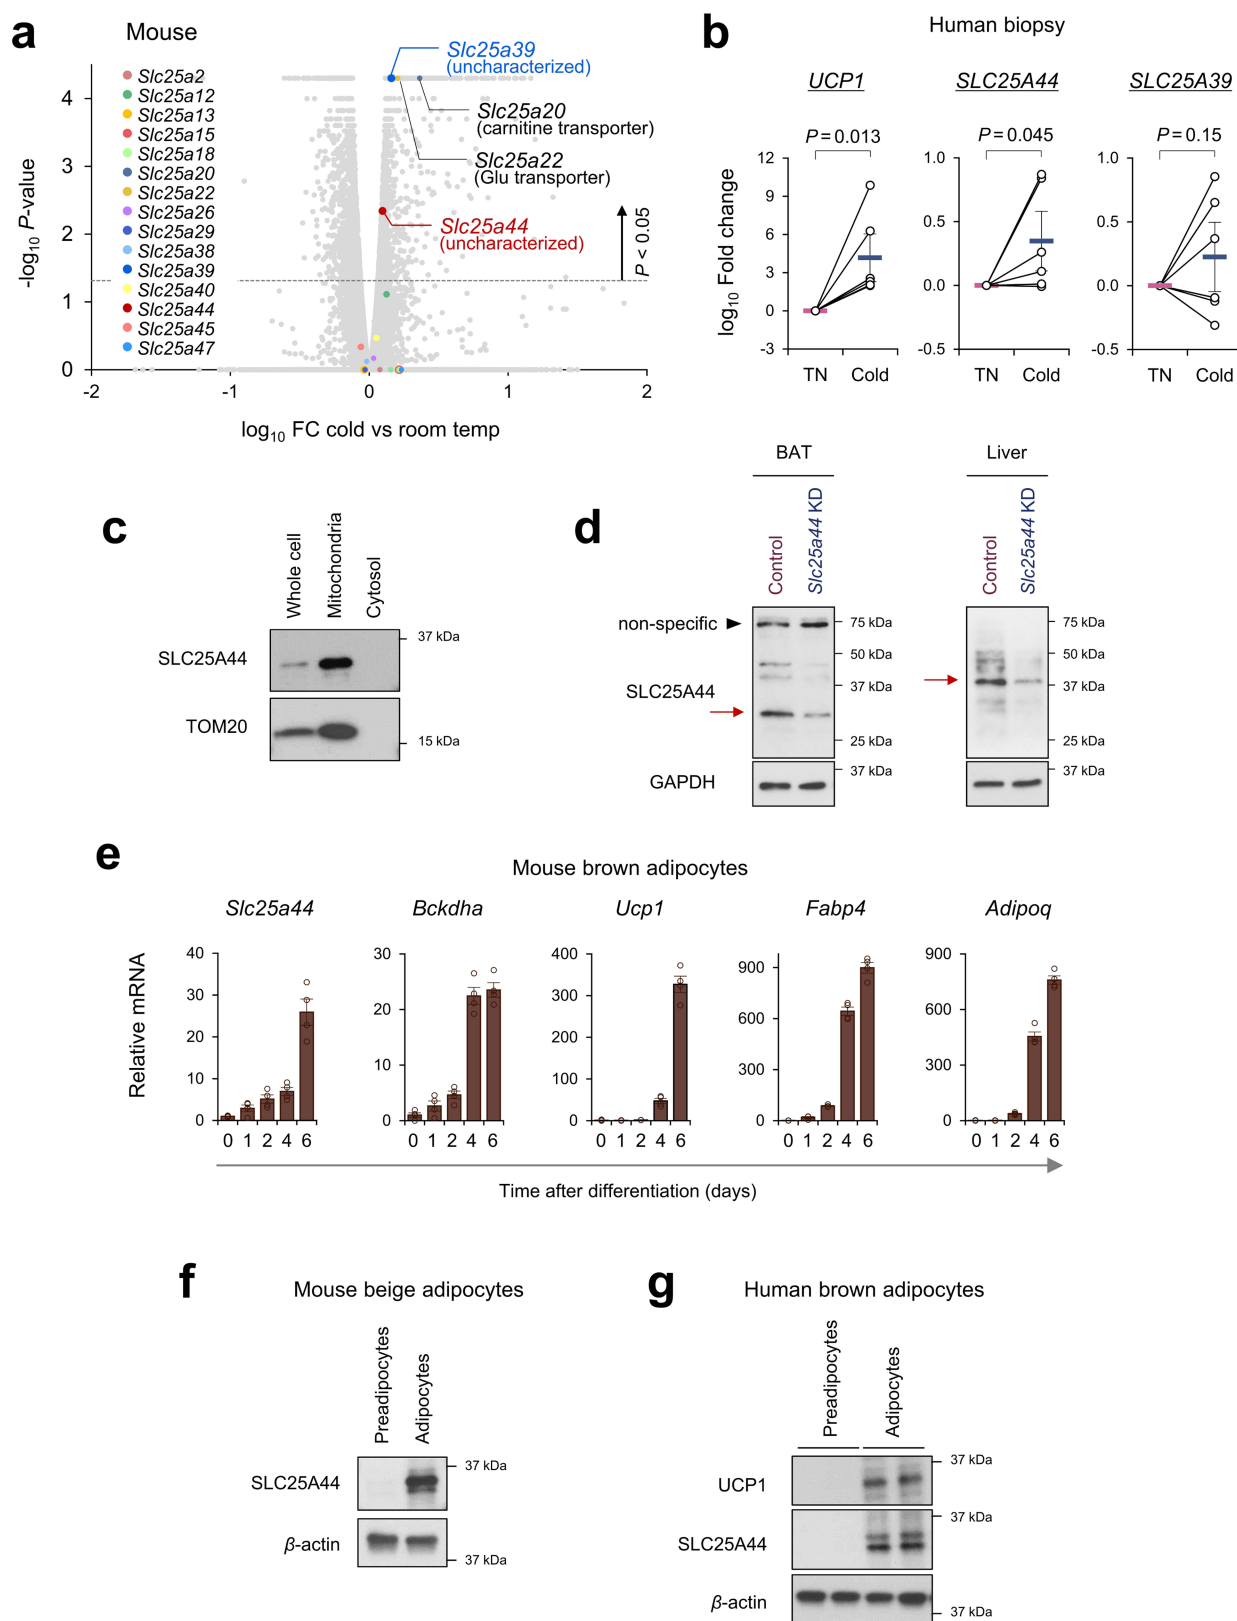 a
Mouse
Slc25a2
Slc25a12
Slc25a13
Slc25a15
Slc25a18
Slc25a20
Slc25a22
Slc25a26
Slc25a29
Slc25a38
Slc25a39
Slc25a40
Slc25a44
Slc25a45
Slc25a47
Slc25a39
(uncharacterized)
Slc25a20
(carnitine transporter)
Slc25a22
(Glu transporter)
Slc25a44
(uncharacterized)
P < 0.05
-log10 P-value
4
3
2
1
0
-2
-1
0
1
2
log10 FC cold vs room temp
b
Human biopsy
UCP1
SLC25A44
SLC25A39
P = 0.013
P = 0.045
P = 0.15
log10 Fold change
12
9
6
3
0
-3
1.0
0.5
0.0
-0.5
1.0
0.5
0.0
-0.5
TN Cold
TN Cold
TN Cold
c
Whole cell
Mitochondria
Cytosol
SLC25A44
37 kDa
TOM20
15 kDa
d
BAT
Liver
Control
Slc25a44 KD
Control
Slc25a44 KD
non-specific
SLC25A44
75 kDa
50 kDa
37 kDa
25 kDa
75 kDa
50 kDa
37 kDa
25 kDa
GAPDH
37 kDa
37 kDa
e
Mouse brown adipocytes
Slc25a44
Bckdha
Ucp1
Fabp4
Adipoq
Relative mRNA
40
30
20
10
0
30
20
10
0
400
300
200
100
0
900
600
300
0
900
600
300
0
0 1 2 4 6
0 1 2 4 6
0 1 2 4 6
0 1 2 4 6
0 1 2 4 6
Time after differentiation (days)
f
Mouse beige adipocytes
Preadipocytes
Adipocytes
SLC25A44
37 kDa
β-actin
37 kDa
g
Human brown adipocytes
Preadipocytes
Adipocytes
UCP1
37 kDa
SLC25A44
37 kDa
β-actin
37 kDa